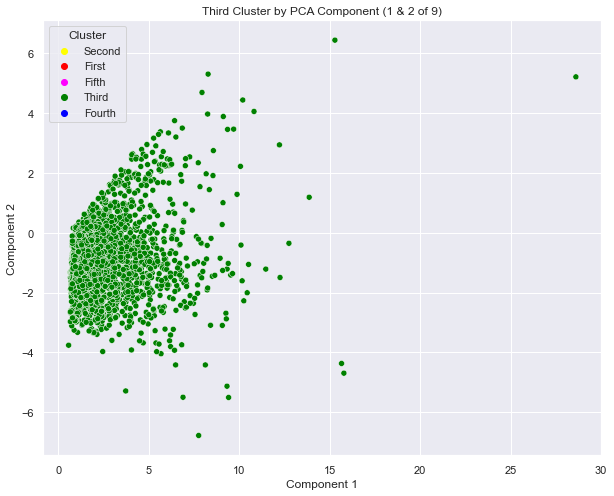 Third Cluster by PCA Component (1 & 2 of 9)
Cluster
Second
First
Fifth
Third
Fourth
6
4
2
0
−2
−4
−6
Component 2
0 5 10 15 20 25 30
Component 1